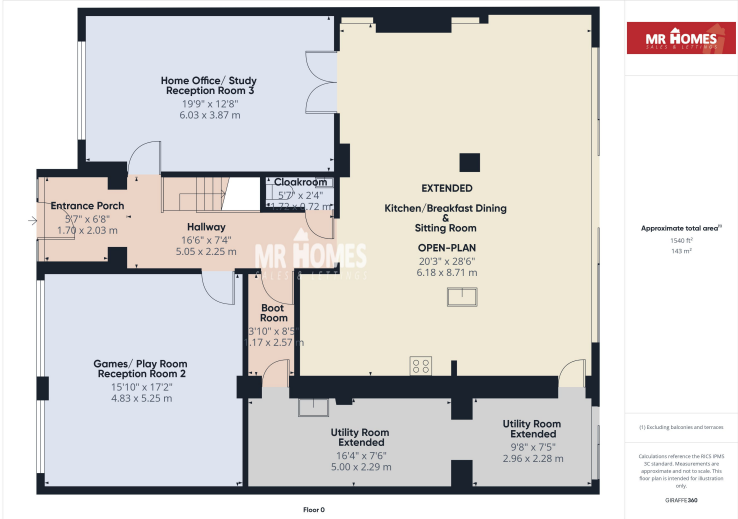 Home Office/ Study
Reception Room 3
19'9" x 12'8"
6.03 x 3.87 m
Cloakroom
5'7" x 2'4"
1.72 x 0.72 m
Entrance Porch
5'7" x 6'8"
1.70 x 2.03 m
Hallway
16'6" x 7'4"
5.05 x 2.25 m
EXTENDED
Kitchen/Breakfast Dining
&
Sitting Room
OPEN-PLAN
20'3" x 28'6"
6.18 x 8.71 m
MR HOMES
SALES & LETTINGS
Boot
Room
3'10" x 8'5"
1.17 x 2.57 m
Games/ Play Room
Reception Room 2
15'10" x 17'2"
4.83 x 5.25 m
Utility Room
Extended
16'4" x 7'6"
5.00 x 2.29 m
Utility Room
Extended
9'8" x 7'5"
2.96 x 2.28 m
Floor 0
MR HOMES
SALES & LETTINGS
Approximate total area(1)
1540 ft²
143 m²
(1) Excluding balconies and terraces
Calculations reference the RICS IPMS
3C standard. Measurements are
approximate and not to scale. This
floor plan is intended for illustration
only.
GIRAFFE360